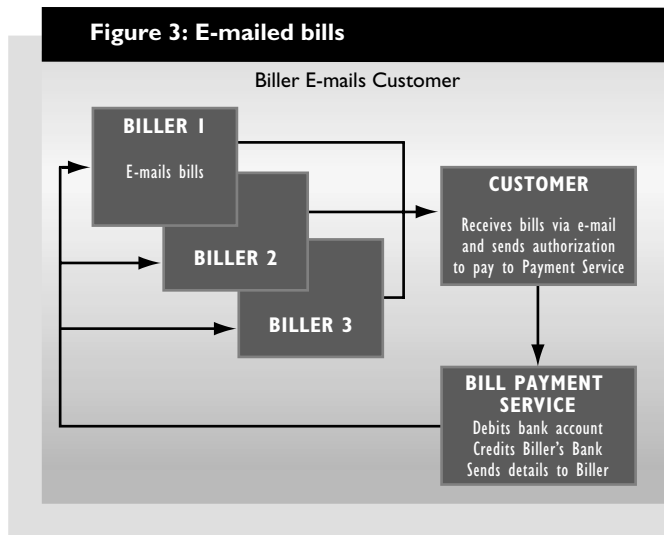 Figure 3: E-mailed bills
Biller E-mails Customer
BILLER 1
E-mails bills
BILLER 2
BILLER 3
CUSTOMER
Receives bills via e-mail
and sends authorization
to pay to Payment Service
BILL PAYMENT
SERVICE
Debits bank account
Credits Biller's Bank
Sends details to Biller